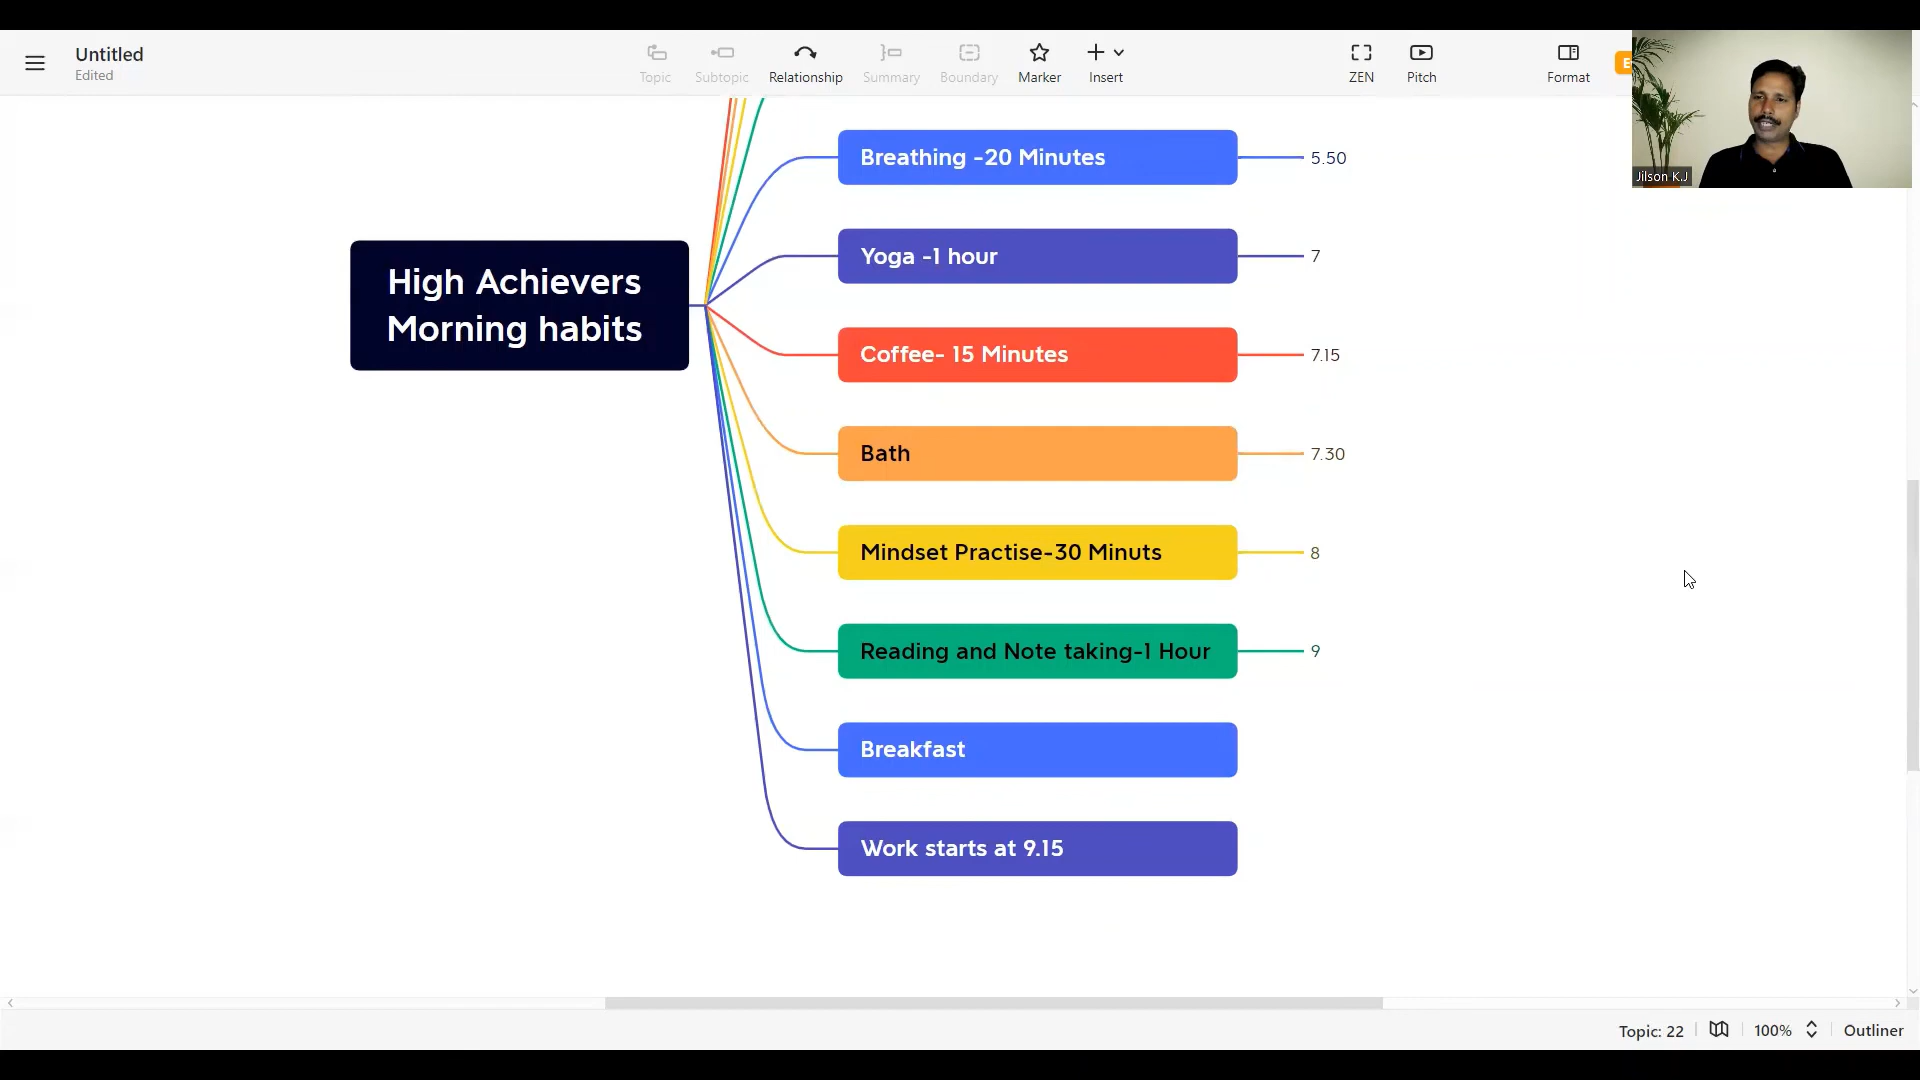 Untitled
Edited
Topic
Subtopic
Relationship
Summary
Boundary
Marker
Insert
ZEN
Pitch
Format
E
Jilson K.J
High Achievers
Morning habits
Breathing -20 Minutes
5.50
Yoga -1 hour
7
Coffee- 15 Minutes
7.15
Bath
7.30
Mindset Practise-30 Minuts
8
Reading and Note taking-1 Hour
9
Breakfast
Work starts at 9.15
Topic: 22
100%
Outliner